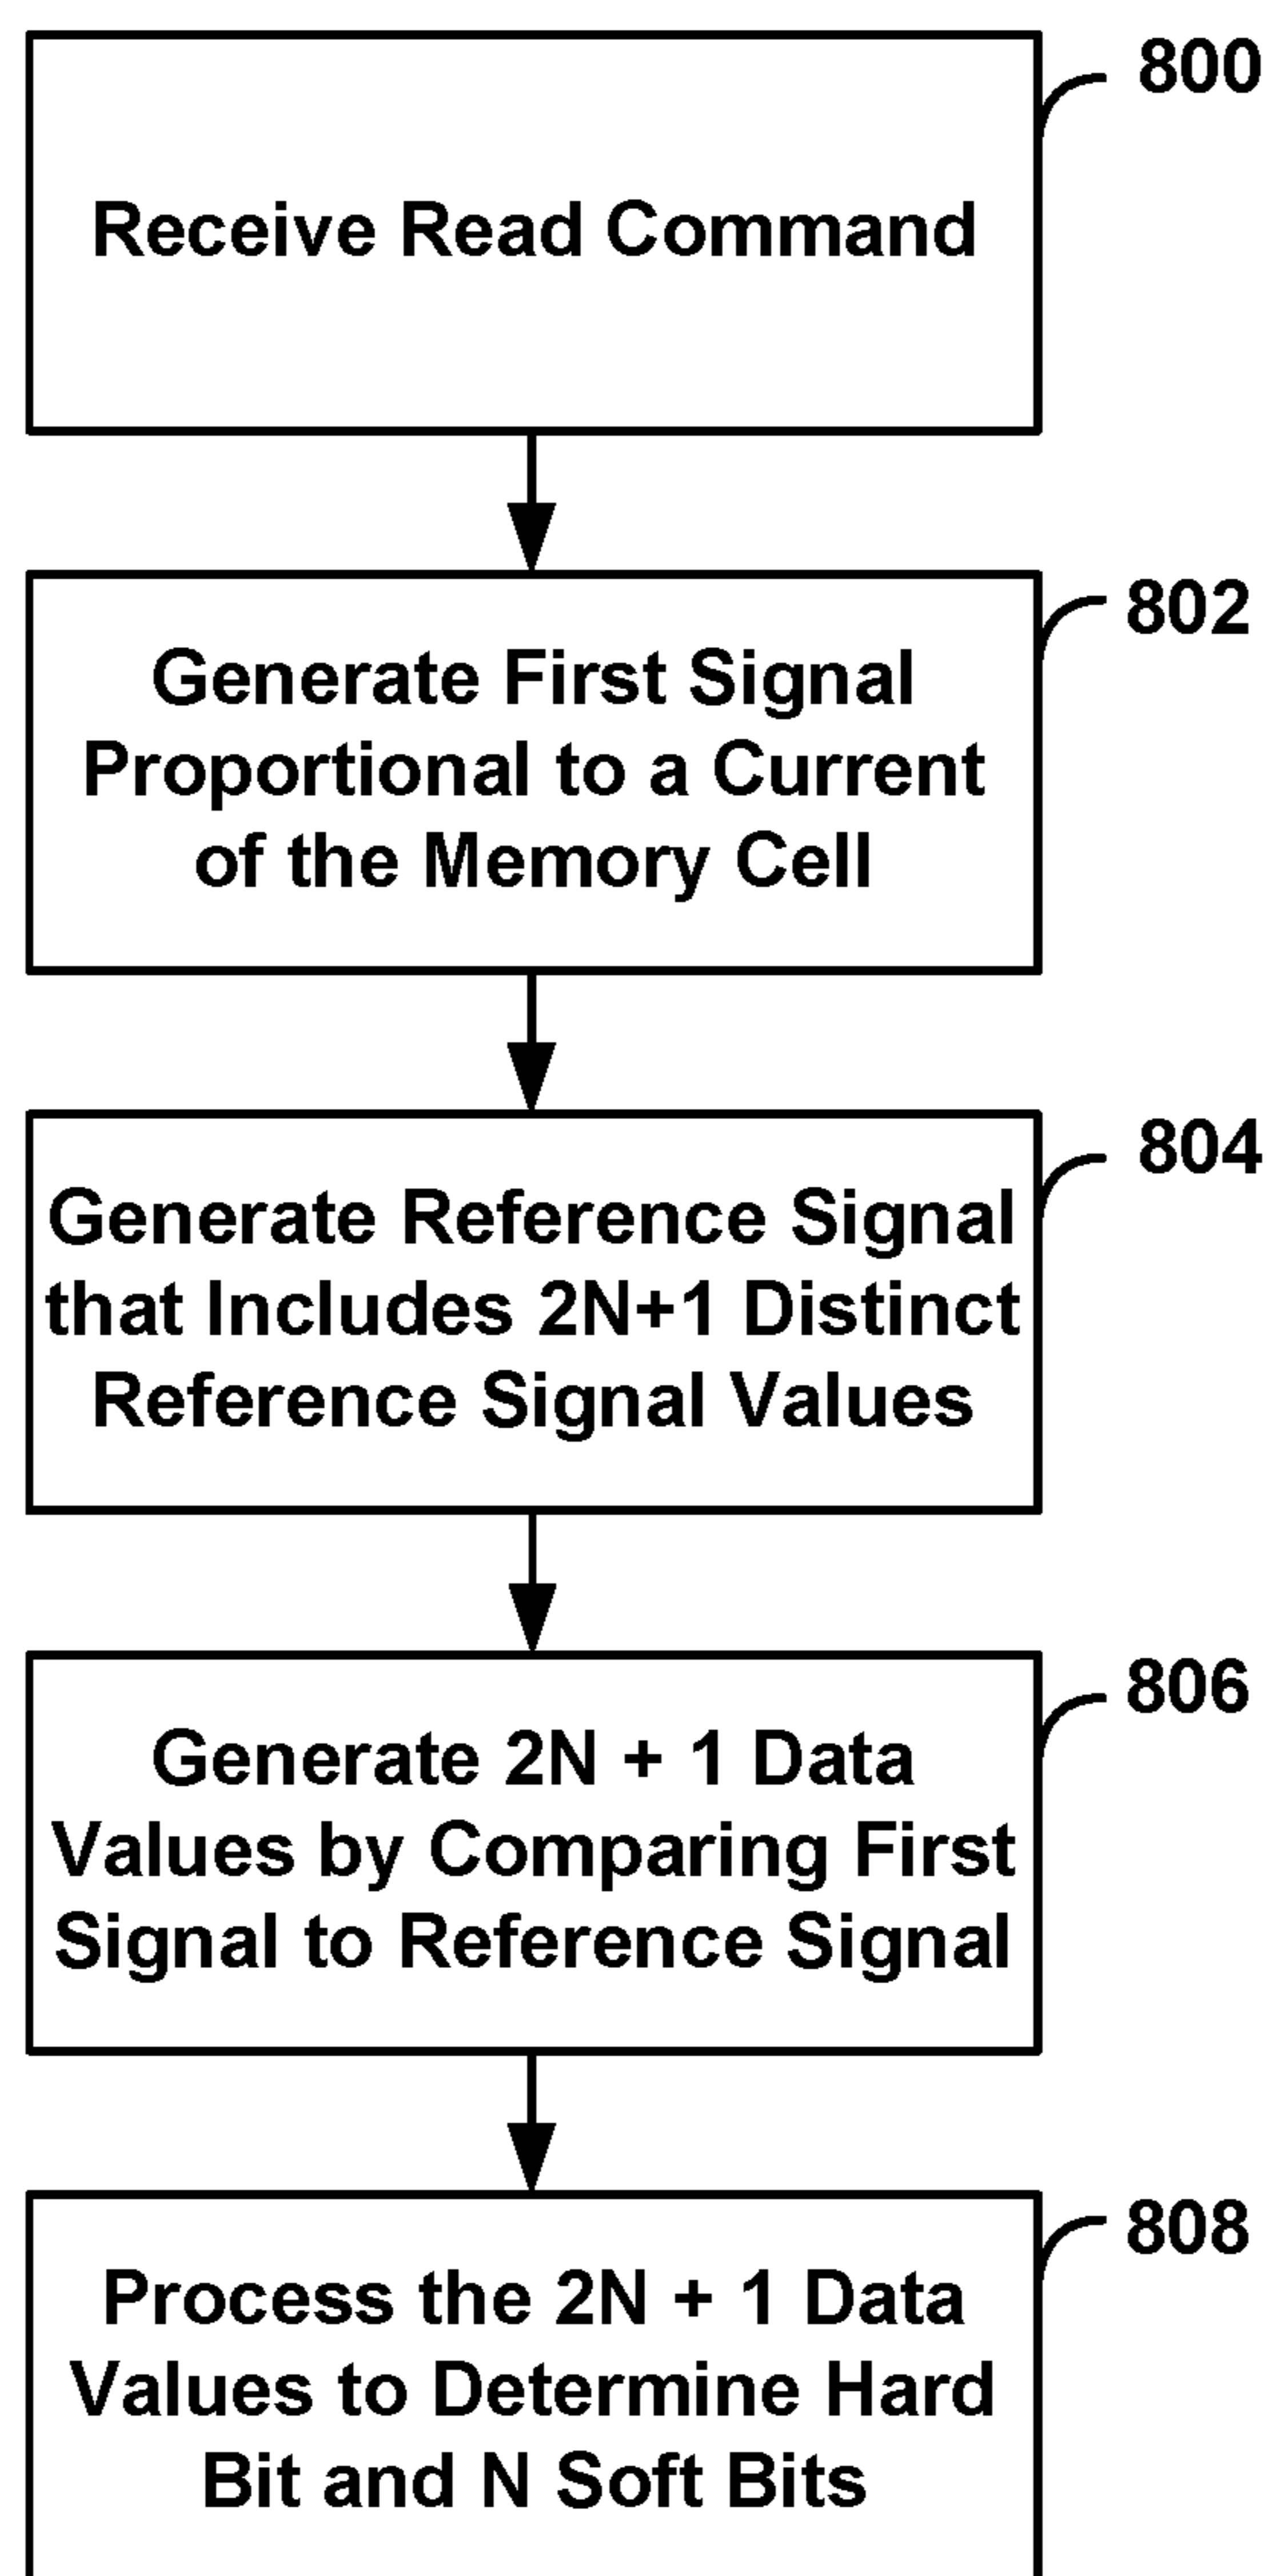 800
Receive Read Command
802
Generate First Signal
Proportional to a Current
of the Memory Cell
804
Generate Reference Signal
that Includes 2N+1 Distinct
Reference Signal Values
806
Generate 2N + 1 Data
Values by Comparing First
Signal to Reference Signal
808
Process the 2N + 1 Data
Values to Determine Hard
Bit and N Soft Bits